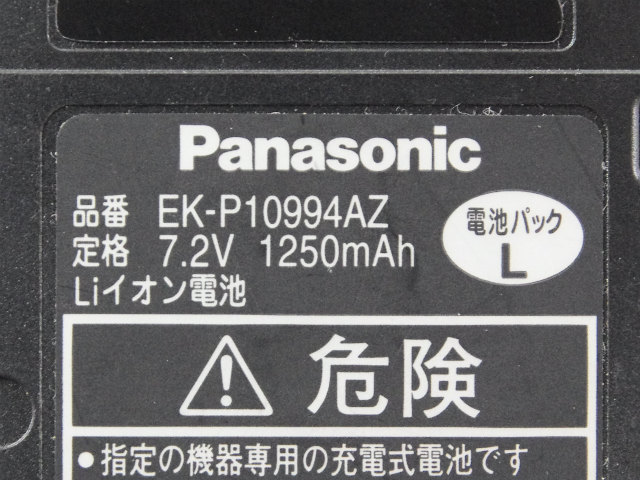 Panasonic
品番 EK-P10994AZ
定格 7.2V 1250mAh
Liイオン電池
電池パック
L
危険
•指定の機器専用の充電式電池です